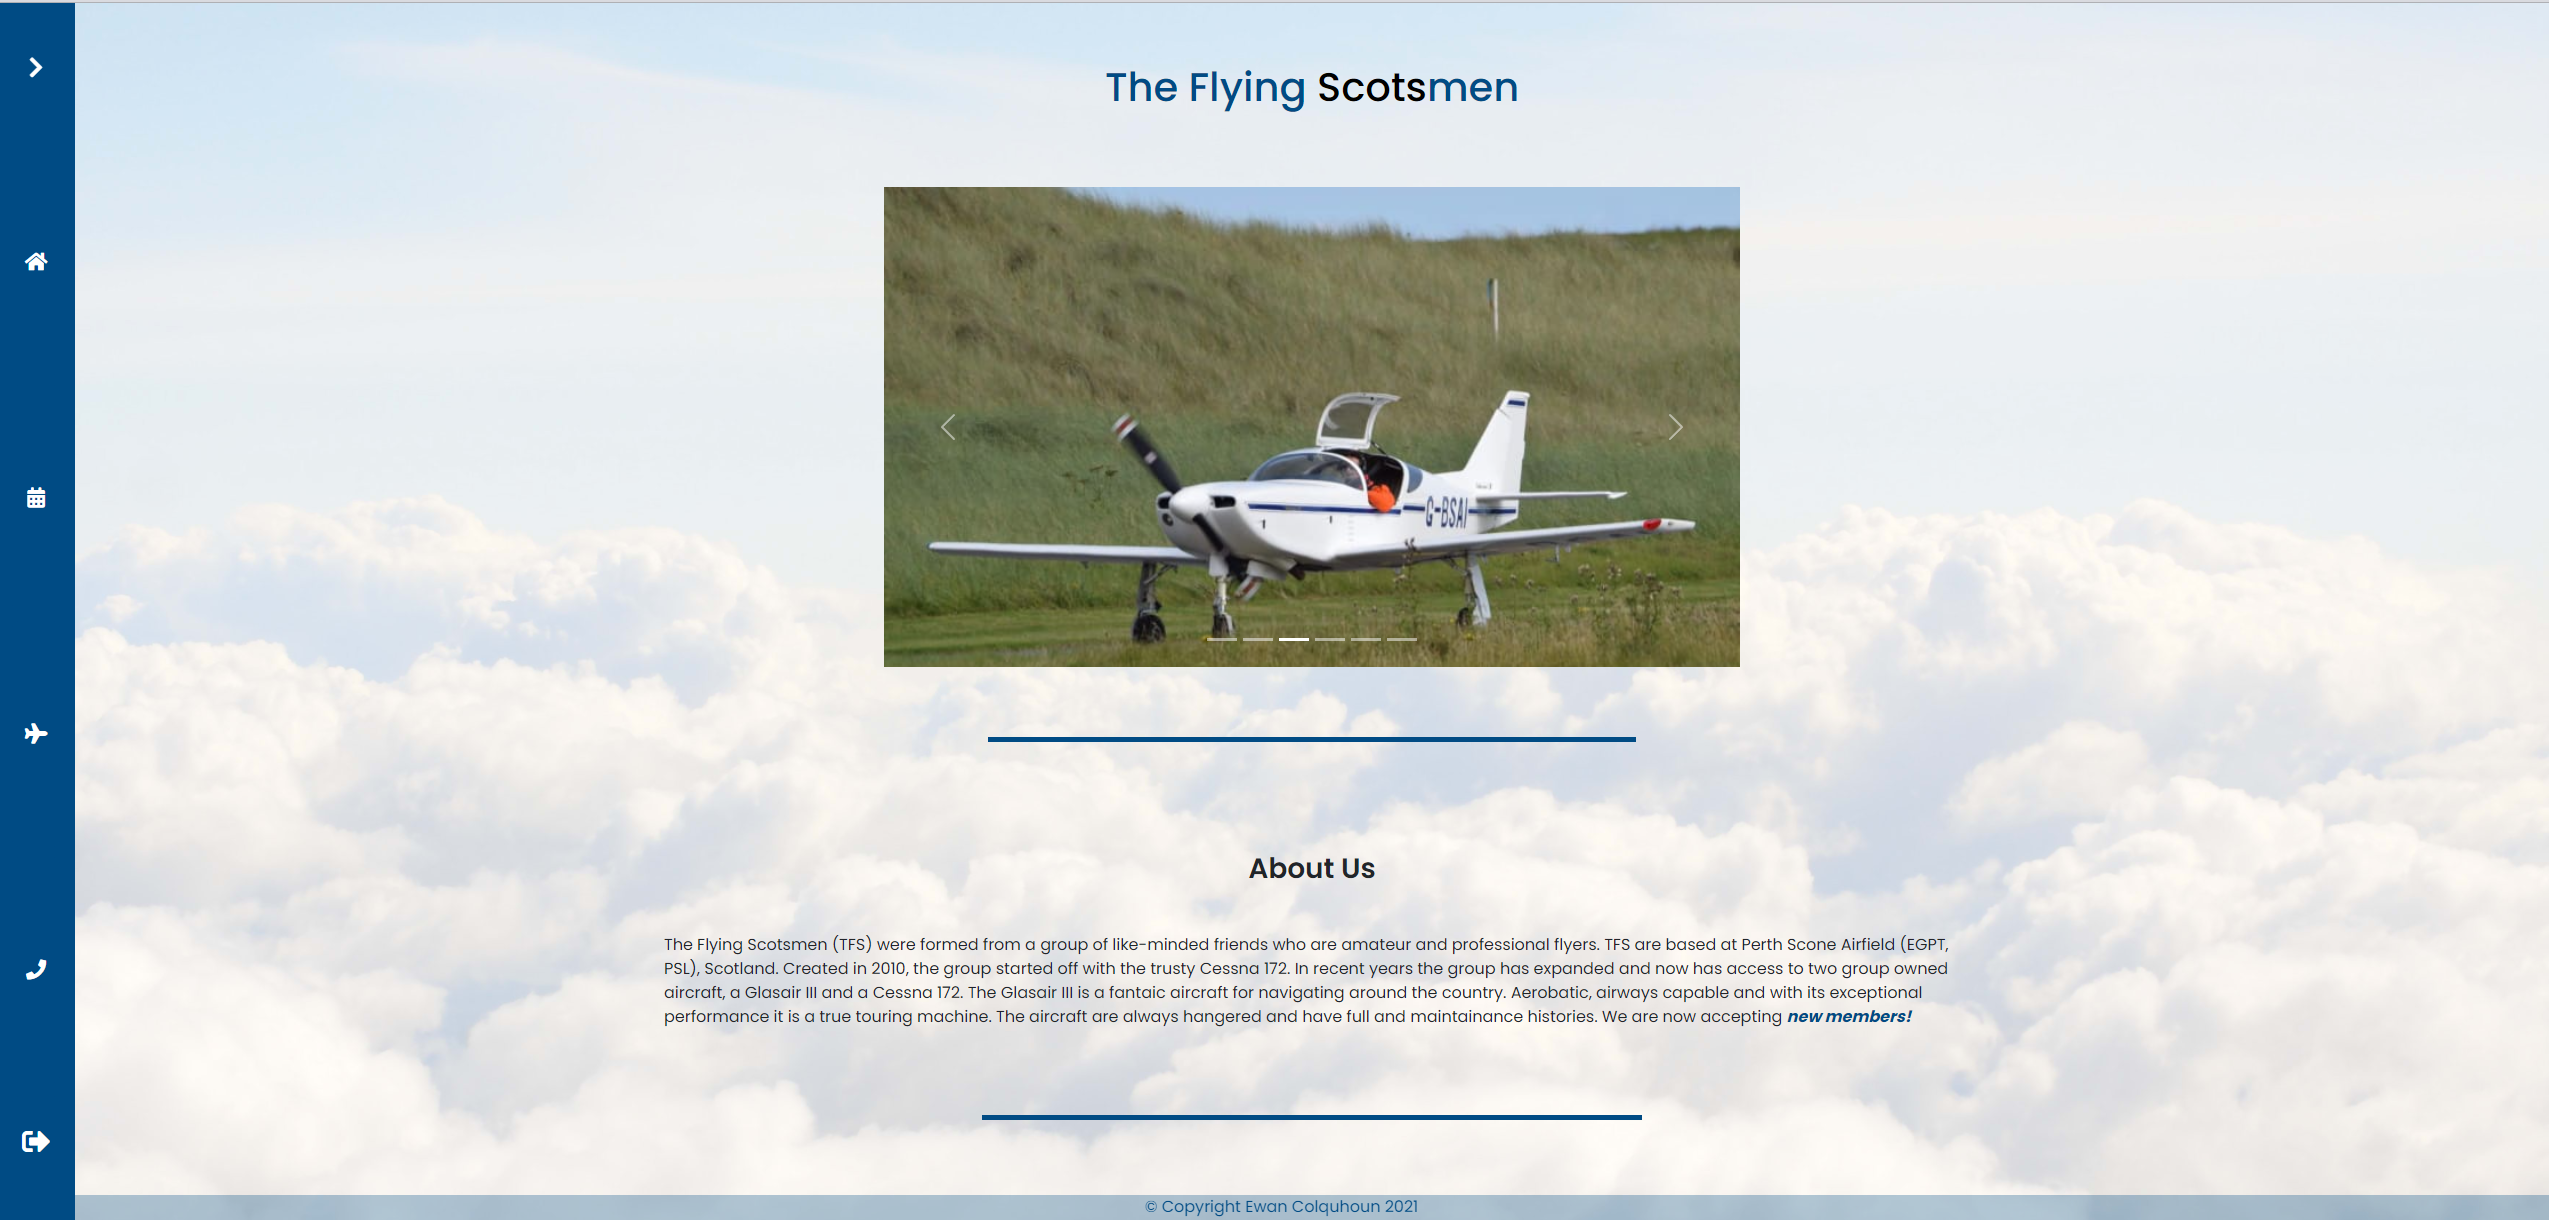 The Flying Scotsmen
G-BSAI
About Us
The Flying Scotsmen (TFS) were formed from a group of like-minded friends who are amateur and professional flyers. TFS are based at Perth Scone Airfield (EGPT,
PSL), Scotland. Created in 2010, the group started off with the trusty Cessna 172. In recent years the group has expanded and now has access to two group owned
aircraft, a Glasair III and a Cessna 172. The Glasair III is a fantaic aircraft for navigating around the country. Aerobatic, airways capable and with its exceptional
performance it is a true touring machine. The aircraft are always hangered and have full and maintainance histories. We are now accepting new members!
© Copyright Ewan Colquhoun 2021